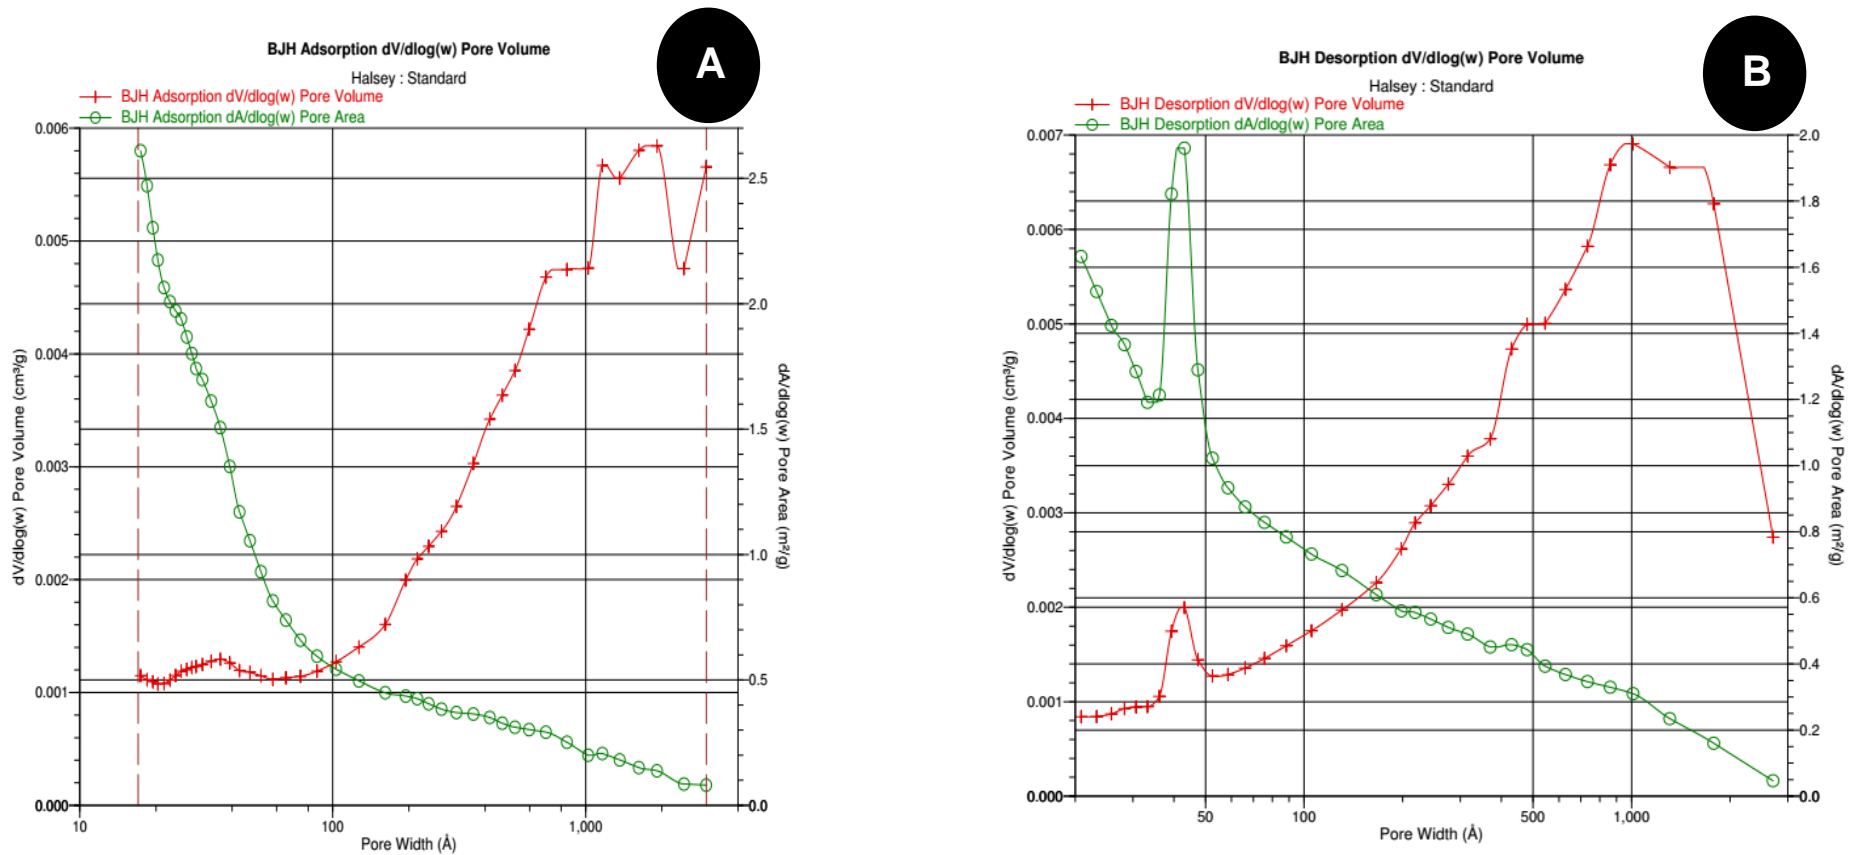 A
BJH Adsorption dV/dlog(w) Pore Volume
Halsey : Standard
BJH Adsorption dV/dlog(w) Pore Volume
BJH Adsorption dA/dlog(w) Pore Area
0.006
0.005
0.004
0.003
0.002
0.001
0.000
dV/dlog(w) Pore Volume (cm³/g)
2.5
2.0
1.5
1.0
0.5
0.0
dA/dlog(w) Pore Area (m²/g)
10
100
1,000
Pore Width (Å)
B
BJH Desorption dV/dlog(w) Pore Volume
Halsey : Standard
BJH Desorption dV/dlog(w) Pore Volume
BJH Desorption dA/dlog(w) Pore Area
0.007
0.006
0.005
0.004
0.003
0.002
0.001
0.000
dV/dlog(w) Pore Volume (cm³/g)
2.0
1.8
1.6
1.4
1.2
1.0
0.8
0.6
0.4
0.2
0.0
dA/dlog(w) Pore Area (m²/g)
50
100
500
1,000
Pore Width (Å)